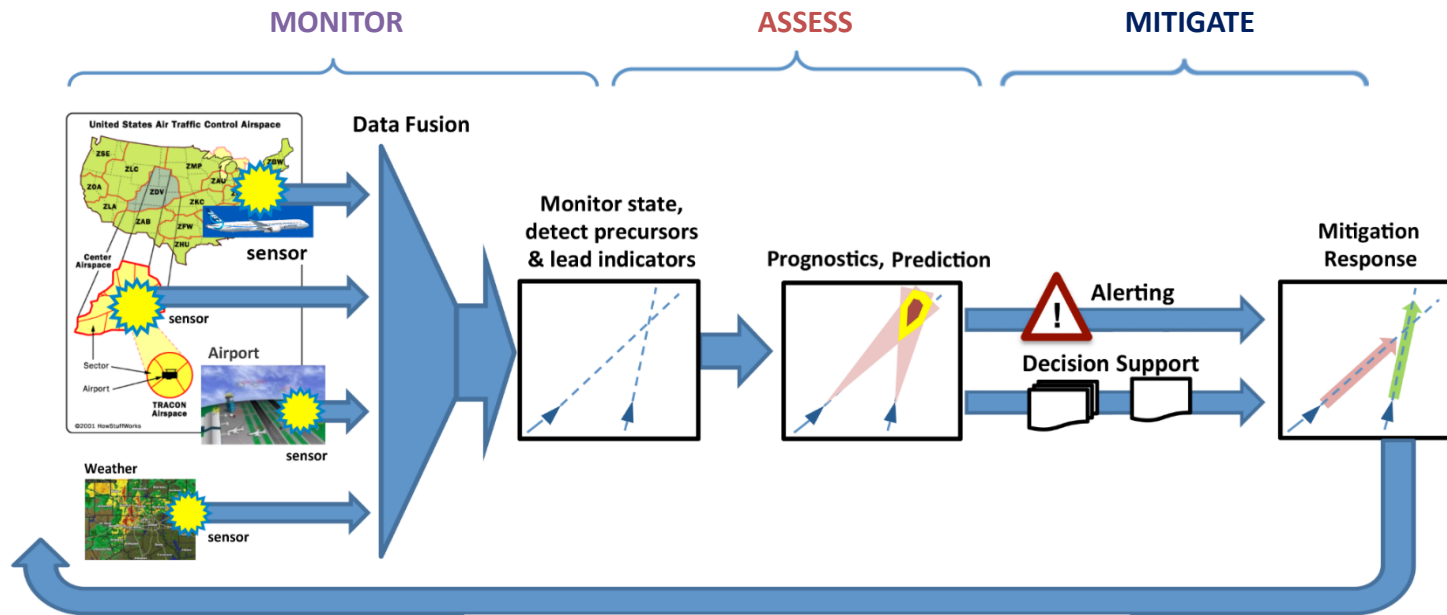 MONITOR
ASSESS
MITIGATE
United States Air Traffic Control Airspace
Data Fusion
ZSE
ZLC
ZMP
ZBW
ZOA
ZDV
ZAU
ZLA
ZKC
ZAB
ZFW
ZHU
787
sensor
Center
Airspace
sensor
Sector
Airport
TRACON
Airspace
©2001 HowStuffWorks
Airport
sensor
Weather
sensor
Monitor state,
detect precursors
& lead indicators
Prognostics, Prediction
!
Alerting
Decision Support
Mitigation
Response